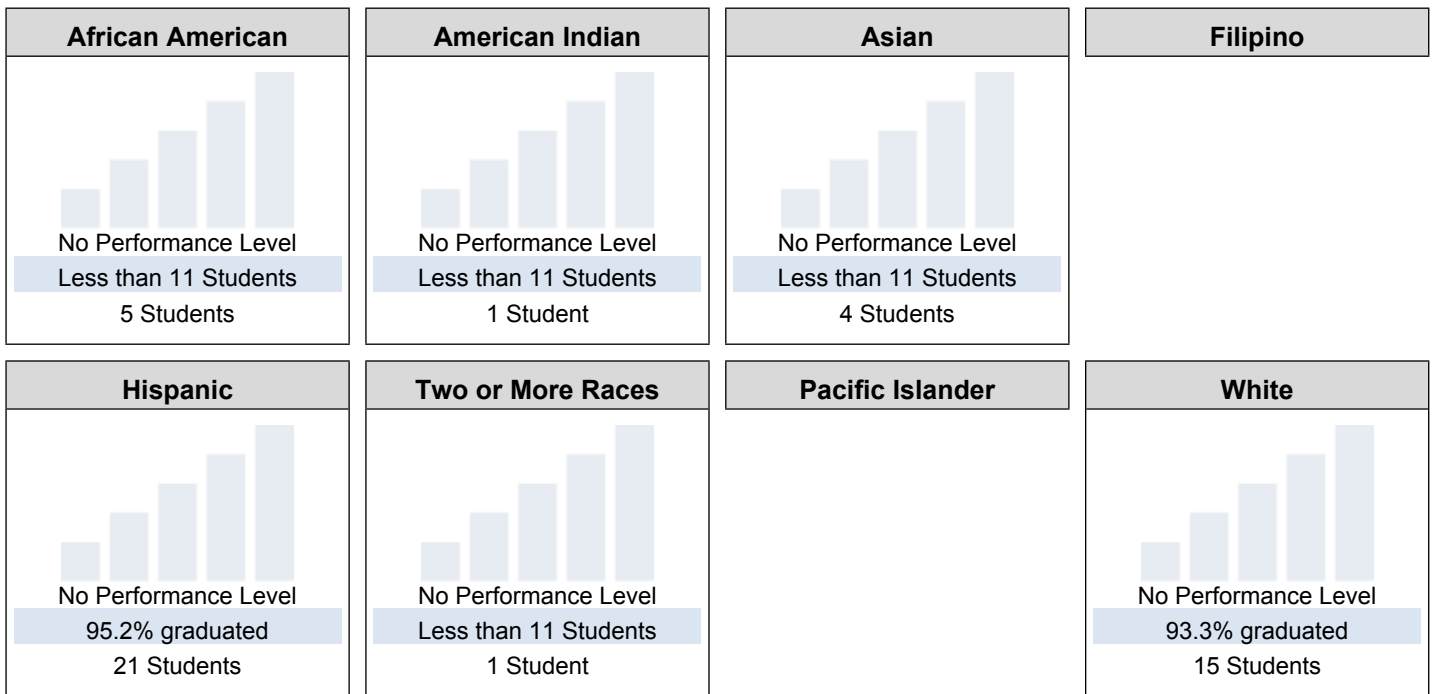 African American
No Performance Level
Less than 11 Students
5 Students
American Indian
No Performance Level
Less than 11 Students
1 Student
Asian
No Performance Level
Less than 11 Students
4 Students
Filipino
Hispanic
No Performance Level
95.2% graduated
21 Students
Two or More Races
No Performance Level
Less than 11 Students
1 Student
Pacific Islander
White
No Performance Level
93.3% graduated
15 Students